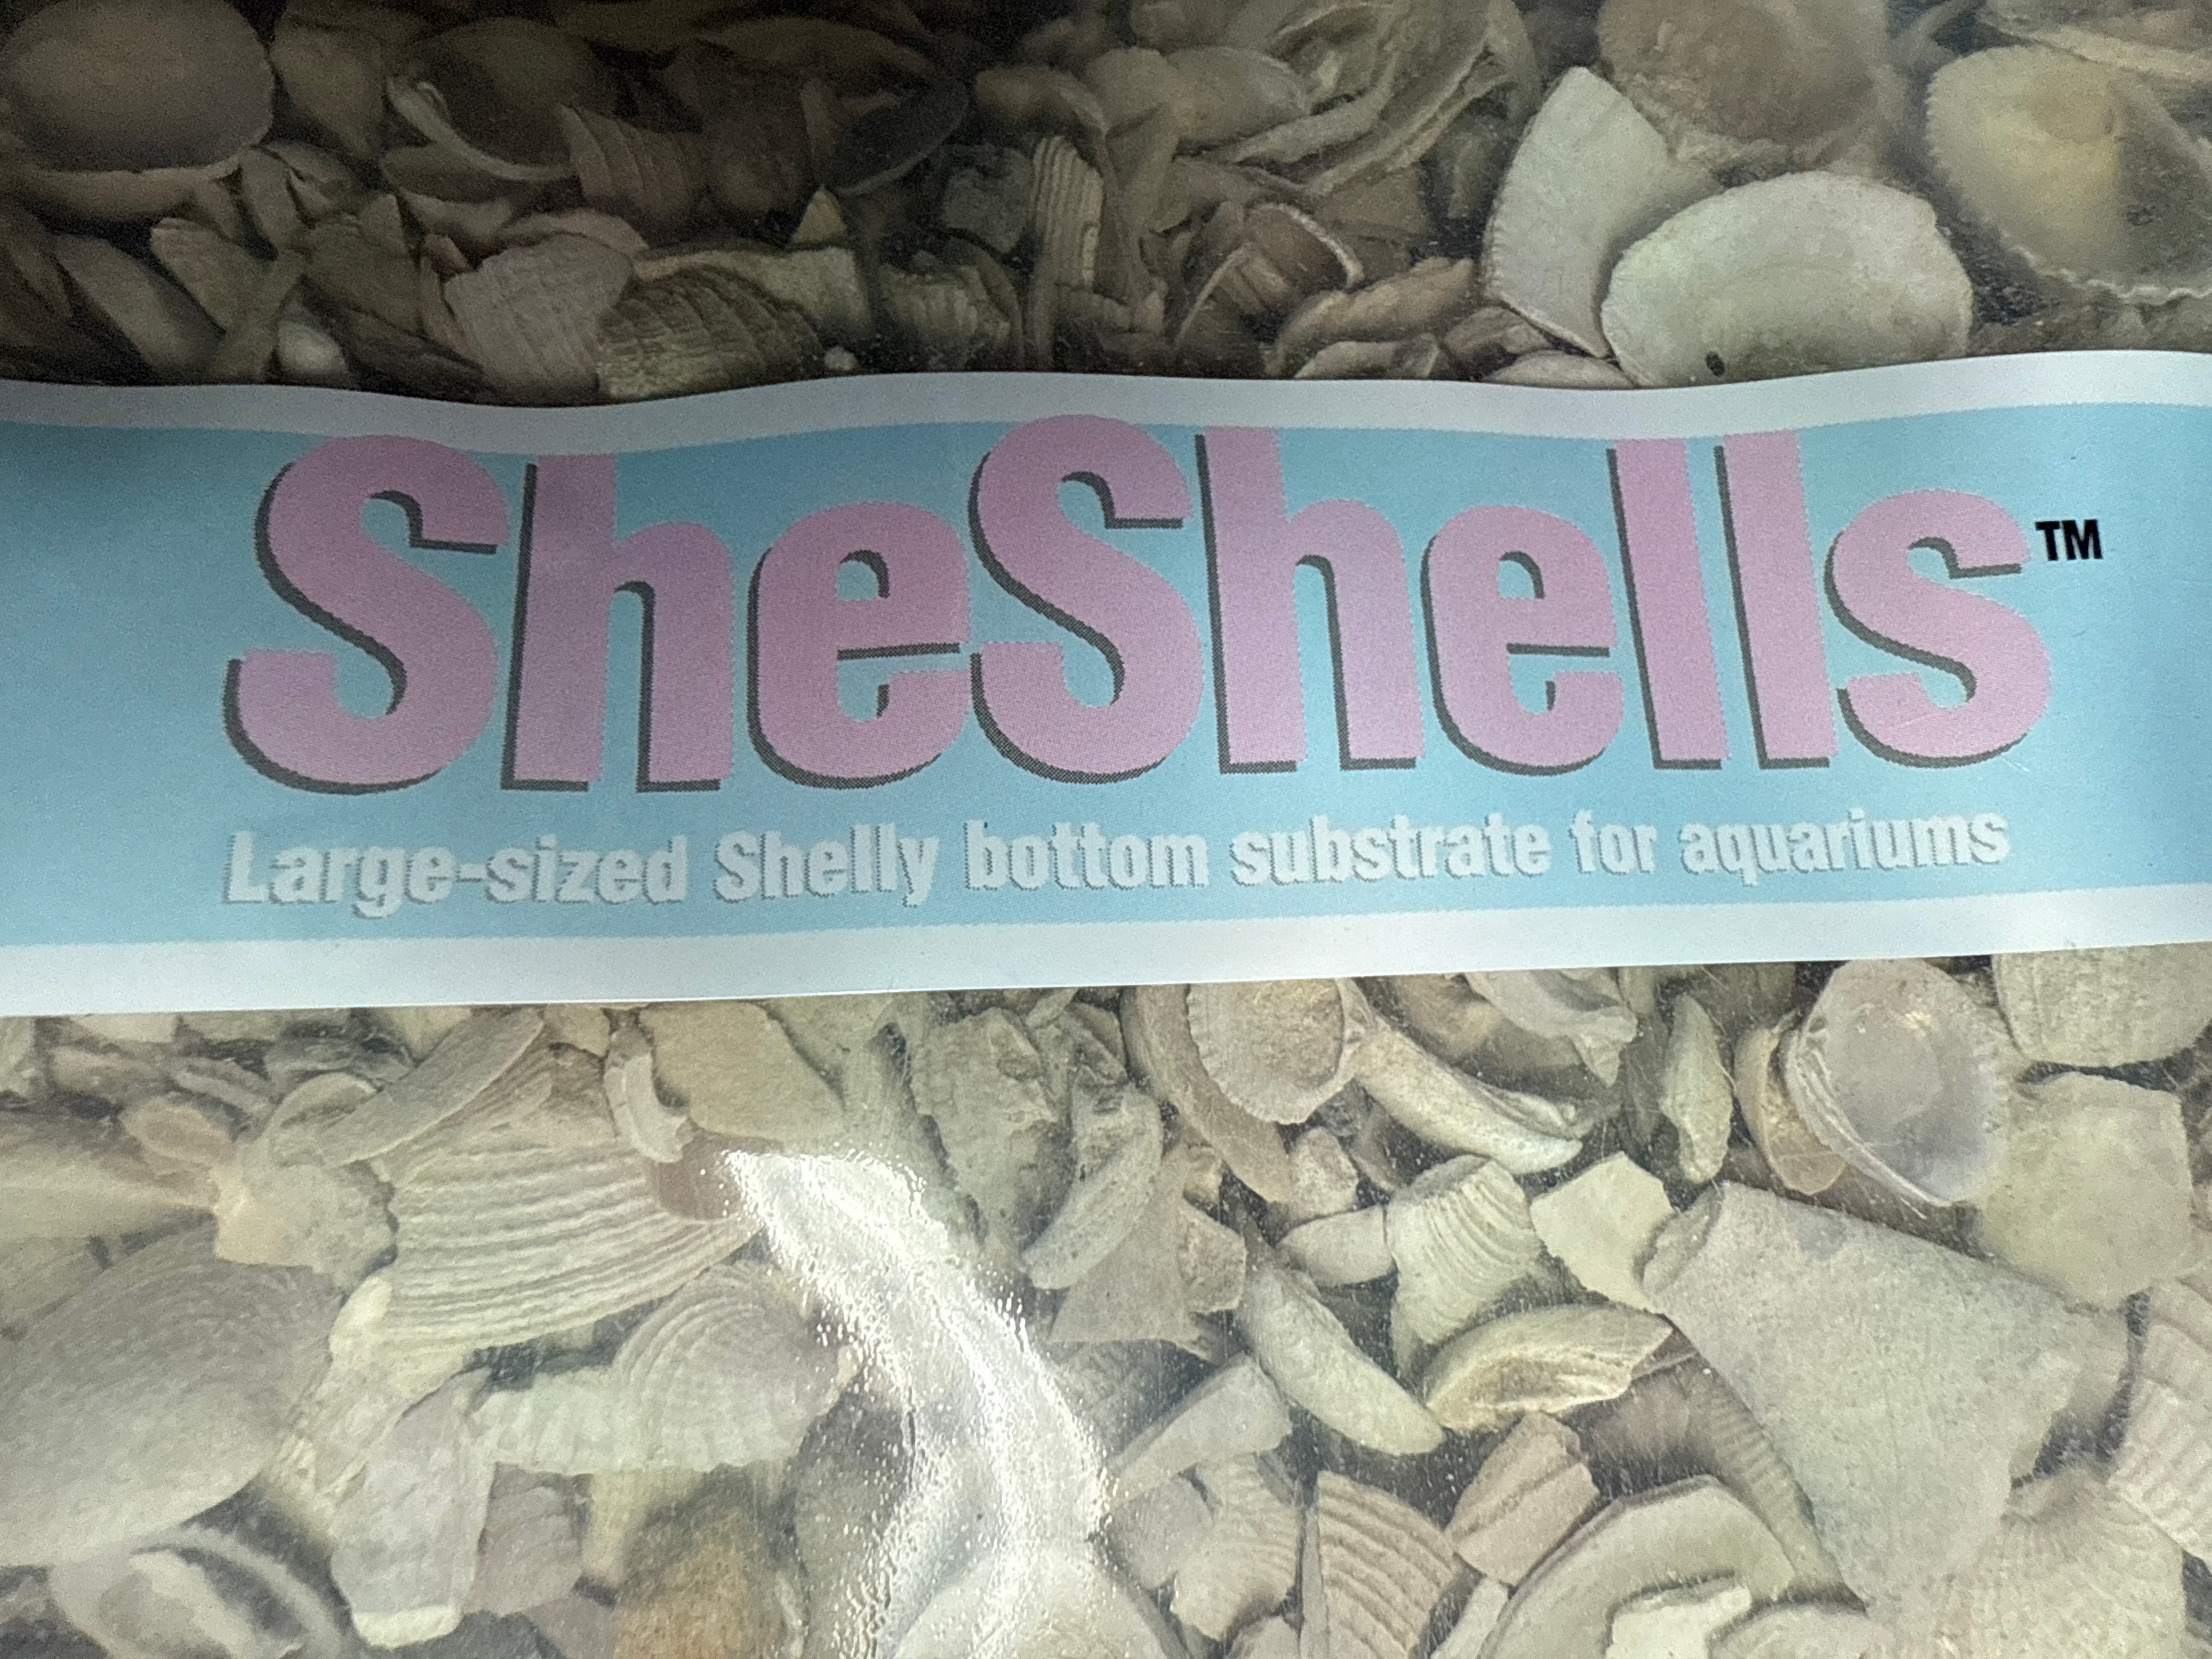 SheShells™
Large-sized Shelly bottom substrate for aquariums